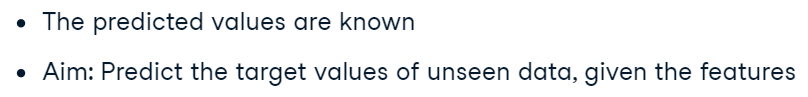 • The predicted values are known
• Aim: Predict the target values of unseen data, given the features